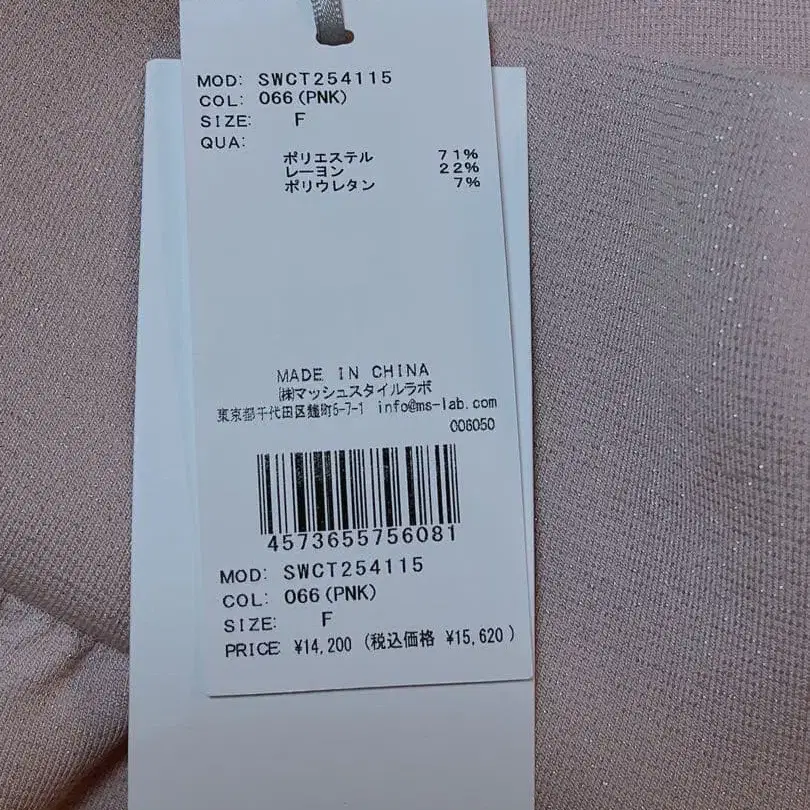 MOD: SWCT254115
COL: 066(PNK)
SIZE: F
QUA:
ポリエステル 71%
レーヨン 22%
ポリウレタン 7%
MADE IN CHINA
㈱マッシュスタイルラボ
東京都千代田区麹町5-7-1 info@ms-lab.com
006050
4573655756081
MOD: SWCT254115
COL: 066(PNK)
SIZE: F
PRICE ¥14,200 (税込価格 ¥15,620 )